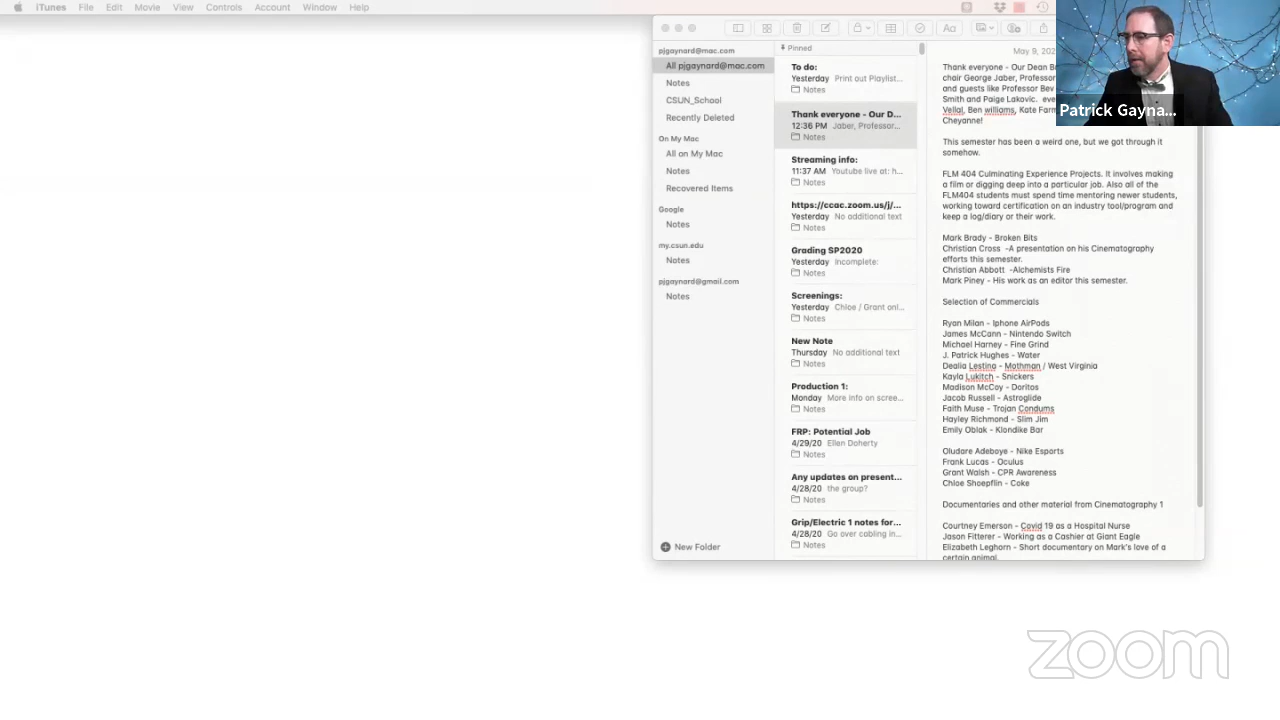 iTunes File Edit Movie View Controls Account Window Help
pjgaynard@mac.com
All pjgaynard@mac.com
Notes
CSUN_School
Recently Deleted
On My Mac
All on My Mac
Notes
Recovered Items
Google
Notes
my.csun.edu
Notes
pjgaynard@gmail.com
Notes
New Folder
Pinned
To do:
Yesterday Print out Playlist...
Notes
Thank everyone - Our D...
12:36 PM Jaber, Professor...
Notes
Streaming info:
11:37 AM Youtube live at: h...
Notes
https://ccac.zoom.us/j/...
Yesterday No additional text
Notes
Grading SP2020
Yesterday Incomplete:
Notes
Screenings:
Yesterday Chloe / Grant onl...
Notes
New Note
Thursday No additional text
Notes
Production 1:
Monday More info on scree...
Notes
FRP: Potential Job
4/29/20 Ellen Doherty
Notes
Any updates on present...
4/28/20 the group?
Notes
Grip/Electric 1 notes for...
4/28/20 Go over cabling in...
Notes
Aa
May 9, 202
Thank everyone - Our Dean B
chair George Jaber, Professor
and guests like Professor Bev
Smith and Paige Lakovic. eve
Vellal, Ben williams, Kate Farm
Cheyanne!
This semester has been a weird one, but we got through it
somehow.
FLM 404 Culminating Experience Projects. It involves making
a film or digging deep into a particular job. Also all of the
FLM404 students must spend time mentoring newer students,
working toward certification on an industry tool/program and
keep a log/diary or their work.
Mark Brady - Broken Bits
Christian Cross -A presentation on his Cinematography
efforts this semester.
Christian Abbott -Alchemists Fire
Mark Piney - His work as an editor this semester.
Selection of Commercials
Ryan Milan - Iphone AirPods
James McCann - Nintendo Switch
Michael Harney - Fine Grind
J. Patrick Hughes - Water
Dealia Lestino - Mothman / West Virginia
Kayla Lukitch - Snickers
Madison McCoy - Doritos
Jacob Russell - Astroglide
Faith Muse - Trojan Condums
Hayley Richmond - Slim Jim
Emily Oblak - Klondike Bar
Oludare Adeboye - Nike Esports
Frank Lucas - Oculus
Grant Walsh - CPR Awareness
Chloe Shoepflin - Coke
Documentaries and other material from Cinematography 1
Courtney Emerson - Covid 19 as a Hospital Nurse
Jason Fitterer - Working as a Cashier at Giant Eagle
Elizabeth Leghorn - Short documentary on Mark's love of a
certain animal.
Patrick Gayna...
zoom